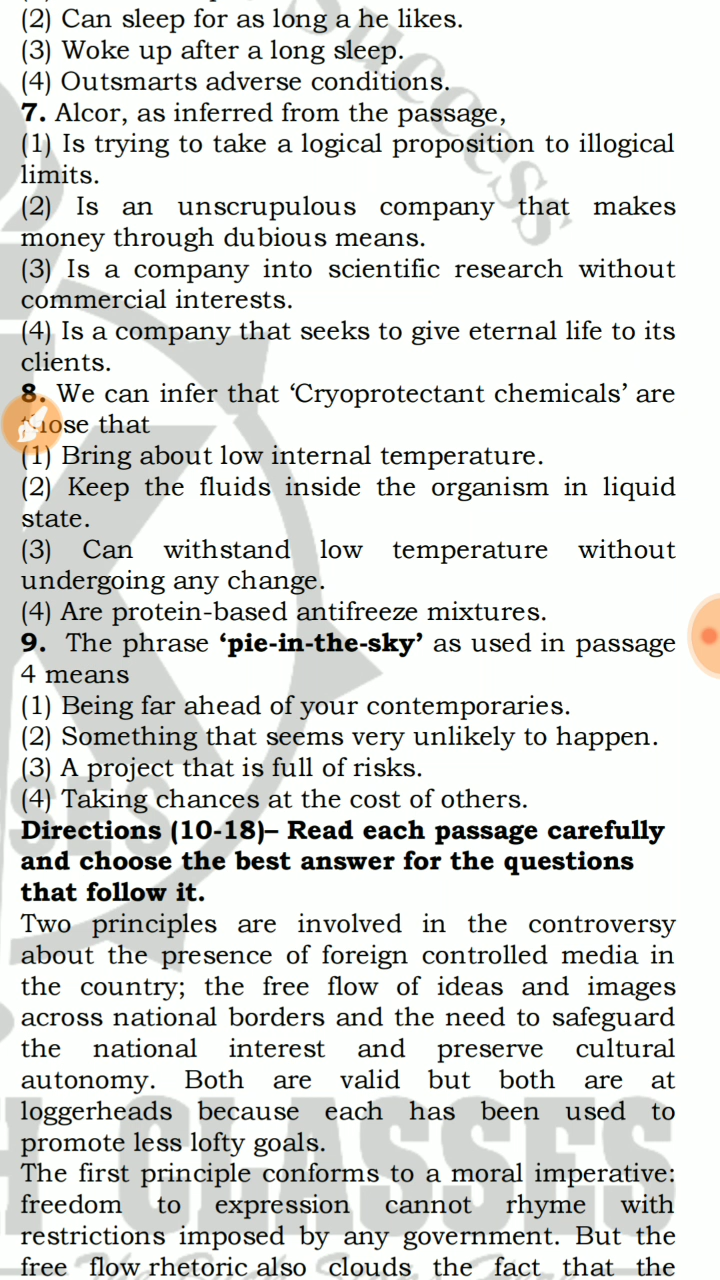 (2) Can sleep for as long a he likes.
(3) Woke up after a long sleep.
(4) Outsmarts adverse conditions.
7. Alcor, as inferred from the passage,
(1) Is trying to take a logical proposition to illogical
limits.
(2) Is an unscrupulous company that makes
money through dubious means.
(3) Is a company into scientific research without
commercial interests.
(4) Is a company that seeks to give eternal life to its
clients.
8. We can infer that ‘Cryoprotectant chemicals’ are
those that
(1) Bring about low internal temperature.
(2) Keep the fluids inside the organism in liquid
state.
(3) Can withstand low temperature without
undergoing any change.
(4) Are protein-based antifreeze mixtures.
9. The phrase ‘pie-in-the-sky’ as used in passage
4 means
(1) Being far ahead of your contemporaries.
(2) Something that seems very unlikely to happen.
(3) A project that is full of risks.
(4) Taking chances at the cost of others.
Directions (10-18)– Read each passage carefully
and choose the best answer for the questions
that follow it.
Two principles are involved in the controversy
about the presence of foreign controlled media in
the country; the free flow of ideas and images
across national borders and the need to safeguard
the national interest and preserve cultural
autonomy. Both are valid but both are at
loggerheads because each has been used to
promote less lofty goals.
The first principle conforms to a moral imperative:
freedom to expression cannot rhyme with
restrictions imposed by any government. But the
free flow rhetoric also clouds the fact that the
Success
SES
H CLASSES